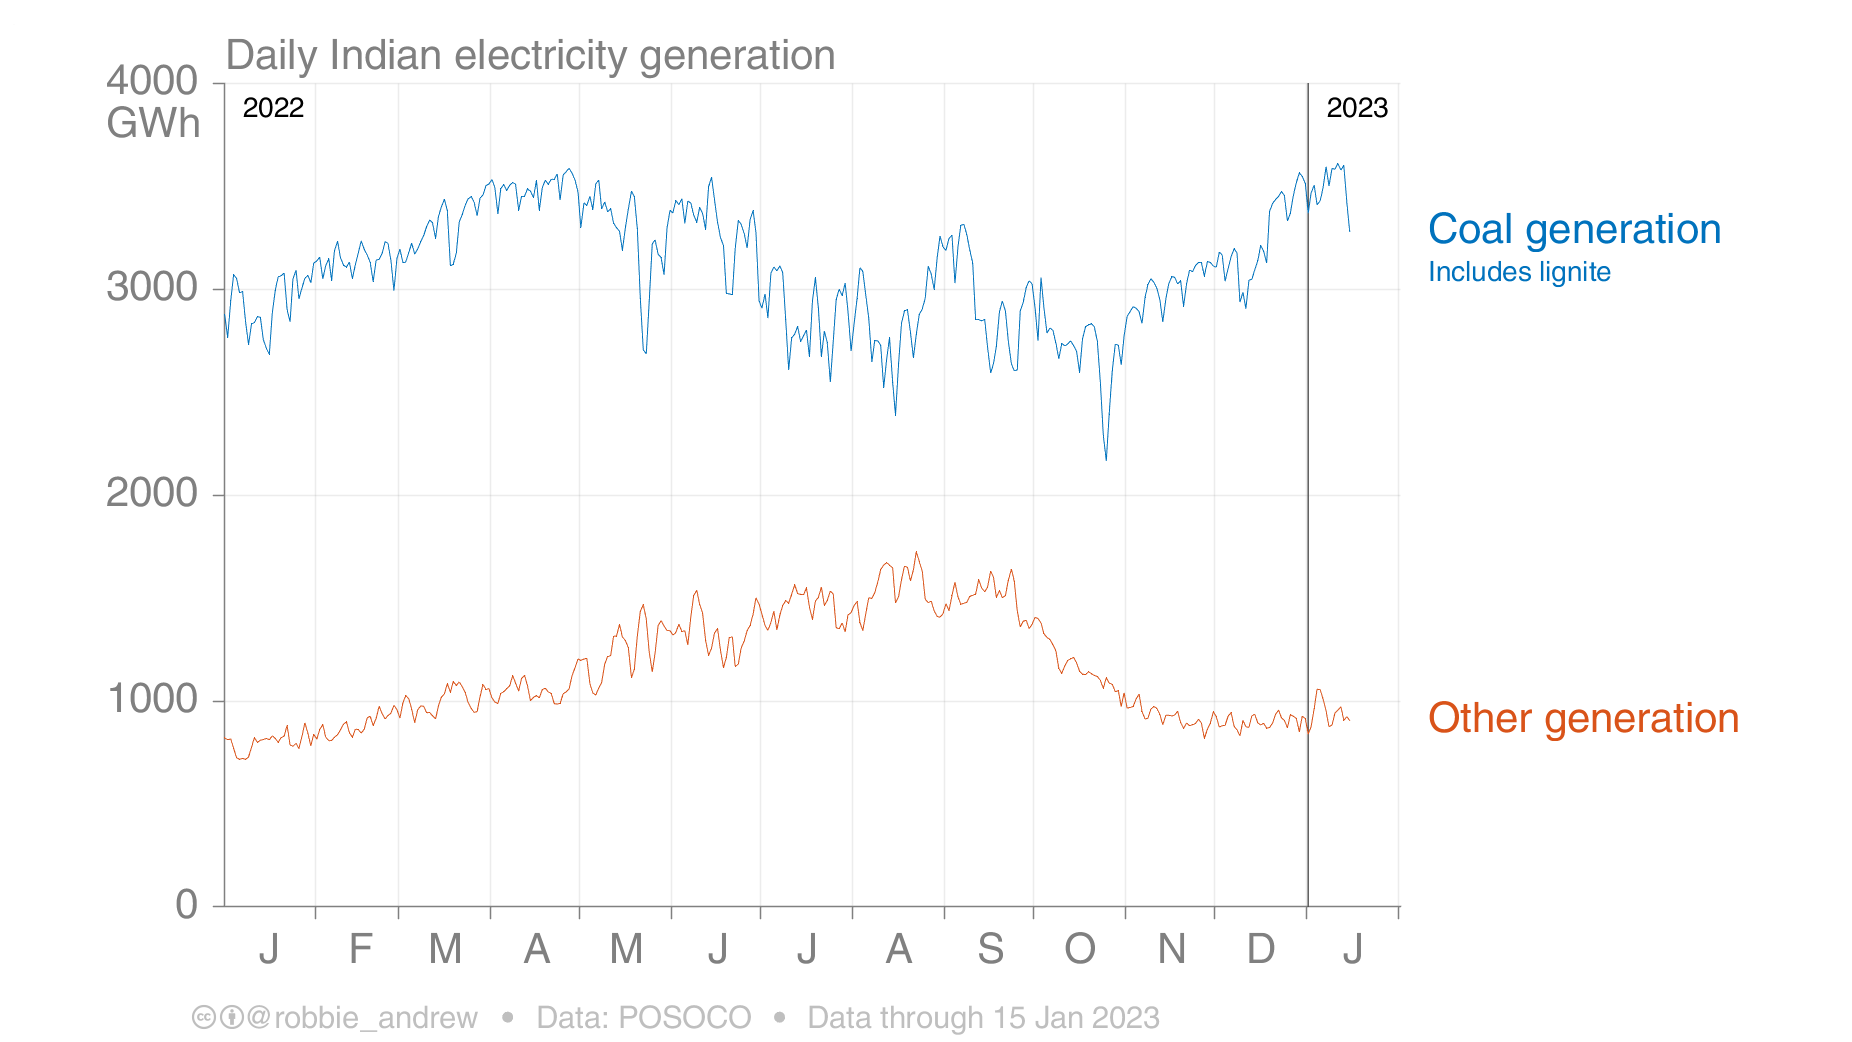 Daily Indian electricity generation
4000
GWh
2022
2023
3000
2000
1000
0
Coal generation
Includes lignite
Other generation
J F M A M J J A S O N D J
@robbie_andrew • Data: POSOCO • Data through 15 Jan 2023